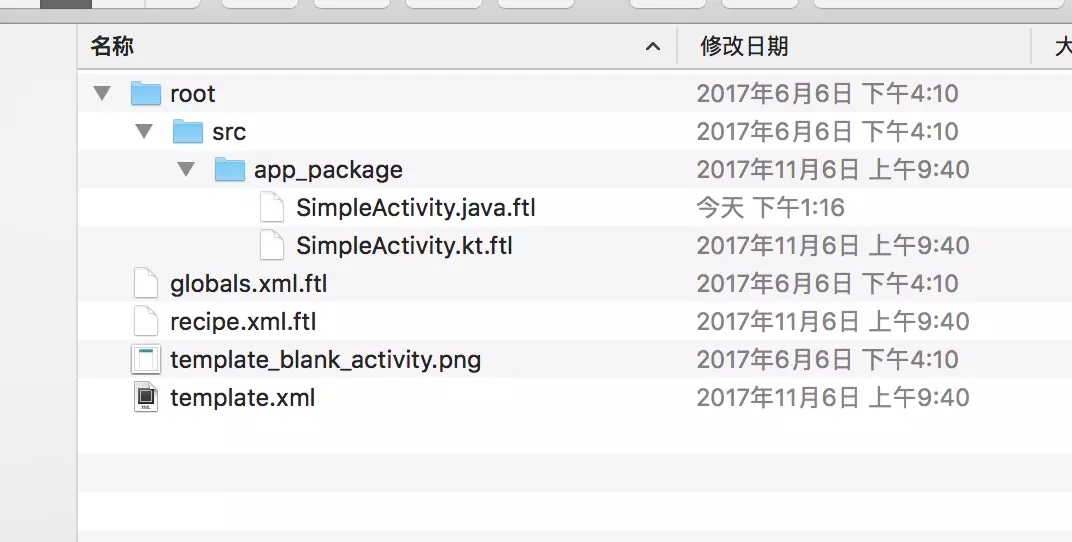 名称 修改日期 大
root 2017年6月6日 下午4:10
src 2017年6月6日 下午4:10
app_package 2017年11月6日 上午9:40
SimpleActivity.java.ftl 今天 下午1:16
SimpleActivity.kt.ftl 2017年11月6日 上午9:40
globals.xml.ftl 2017年6月6日 下午4:10
recipe.xml.ftl 2017年11月6日 上午9:40
template_blank_activity.png 2017年6月6日 下午4:10
template.xml 2017年11月6日 上午9:40